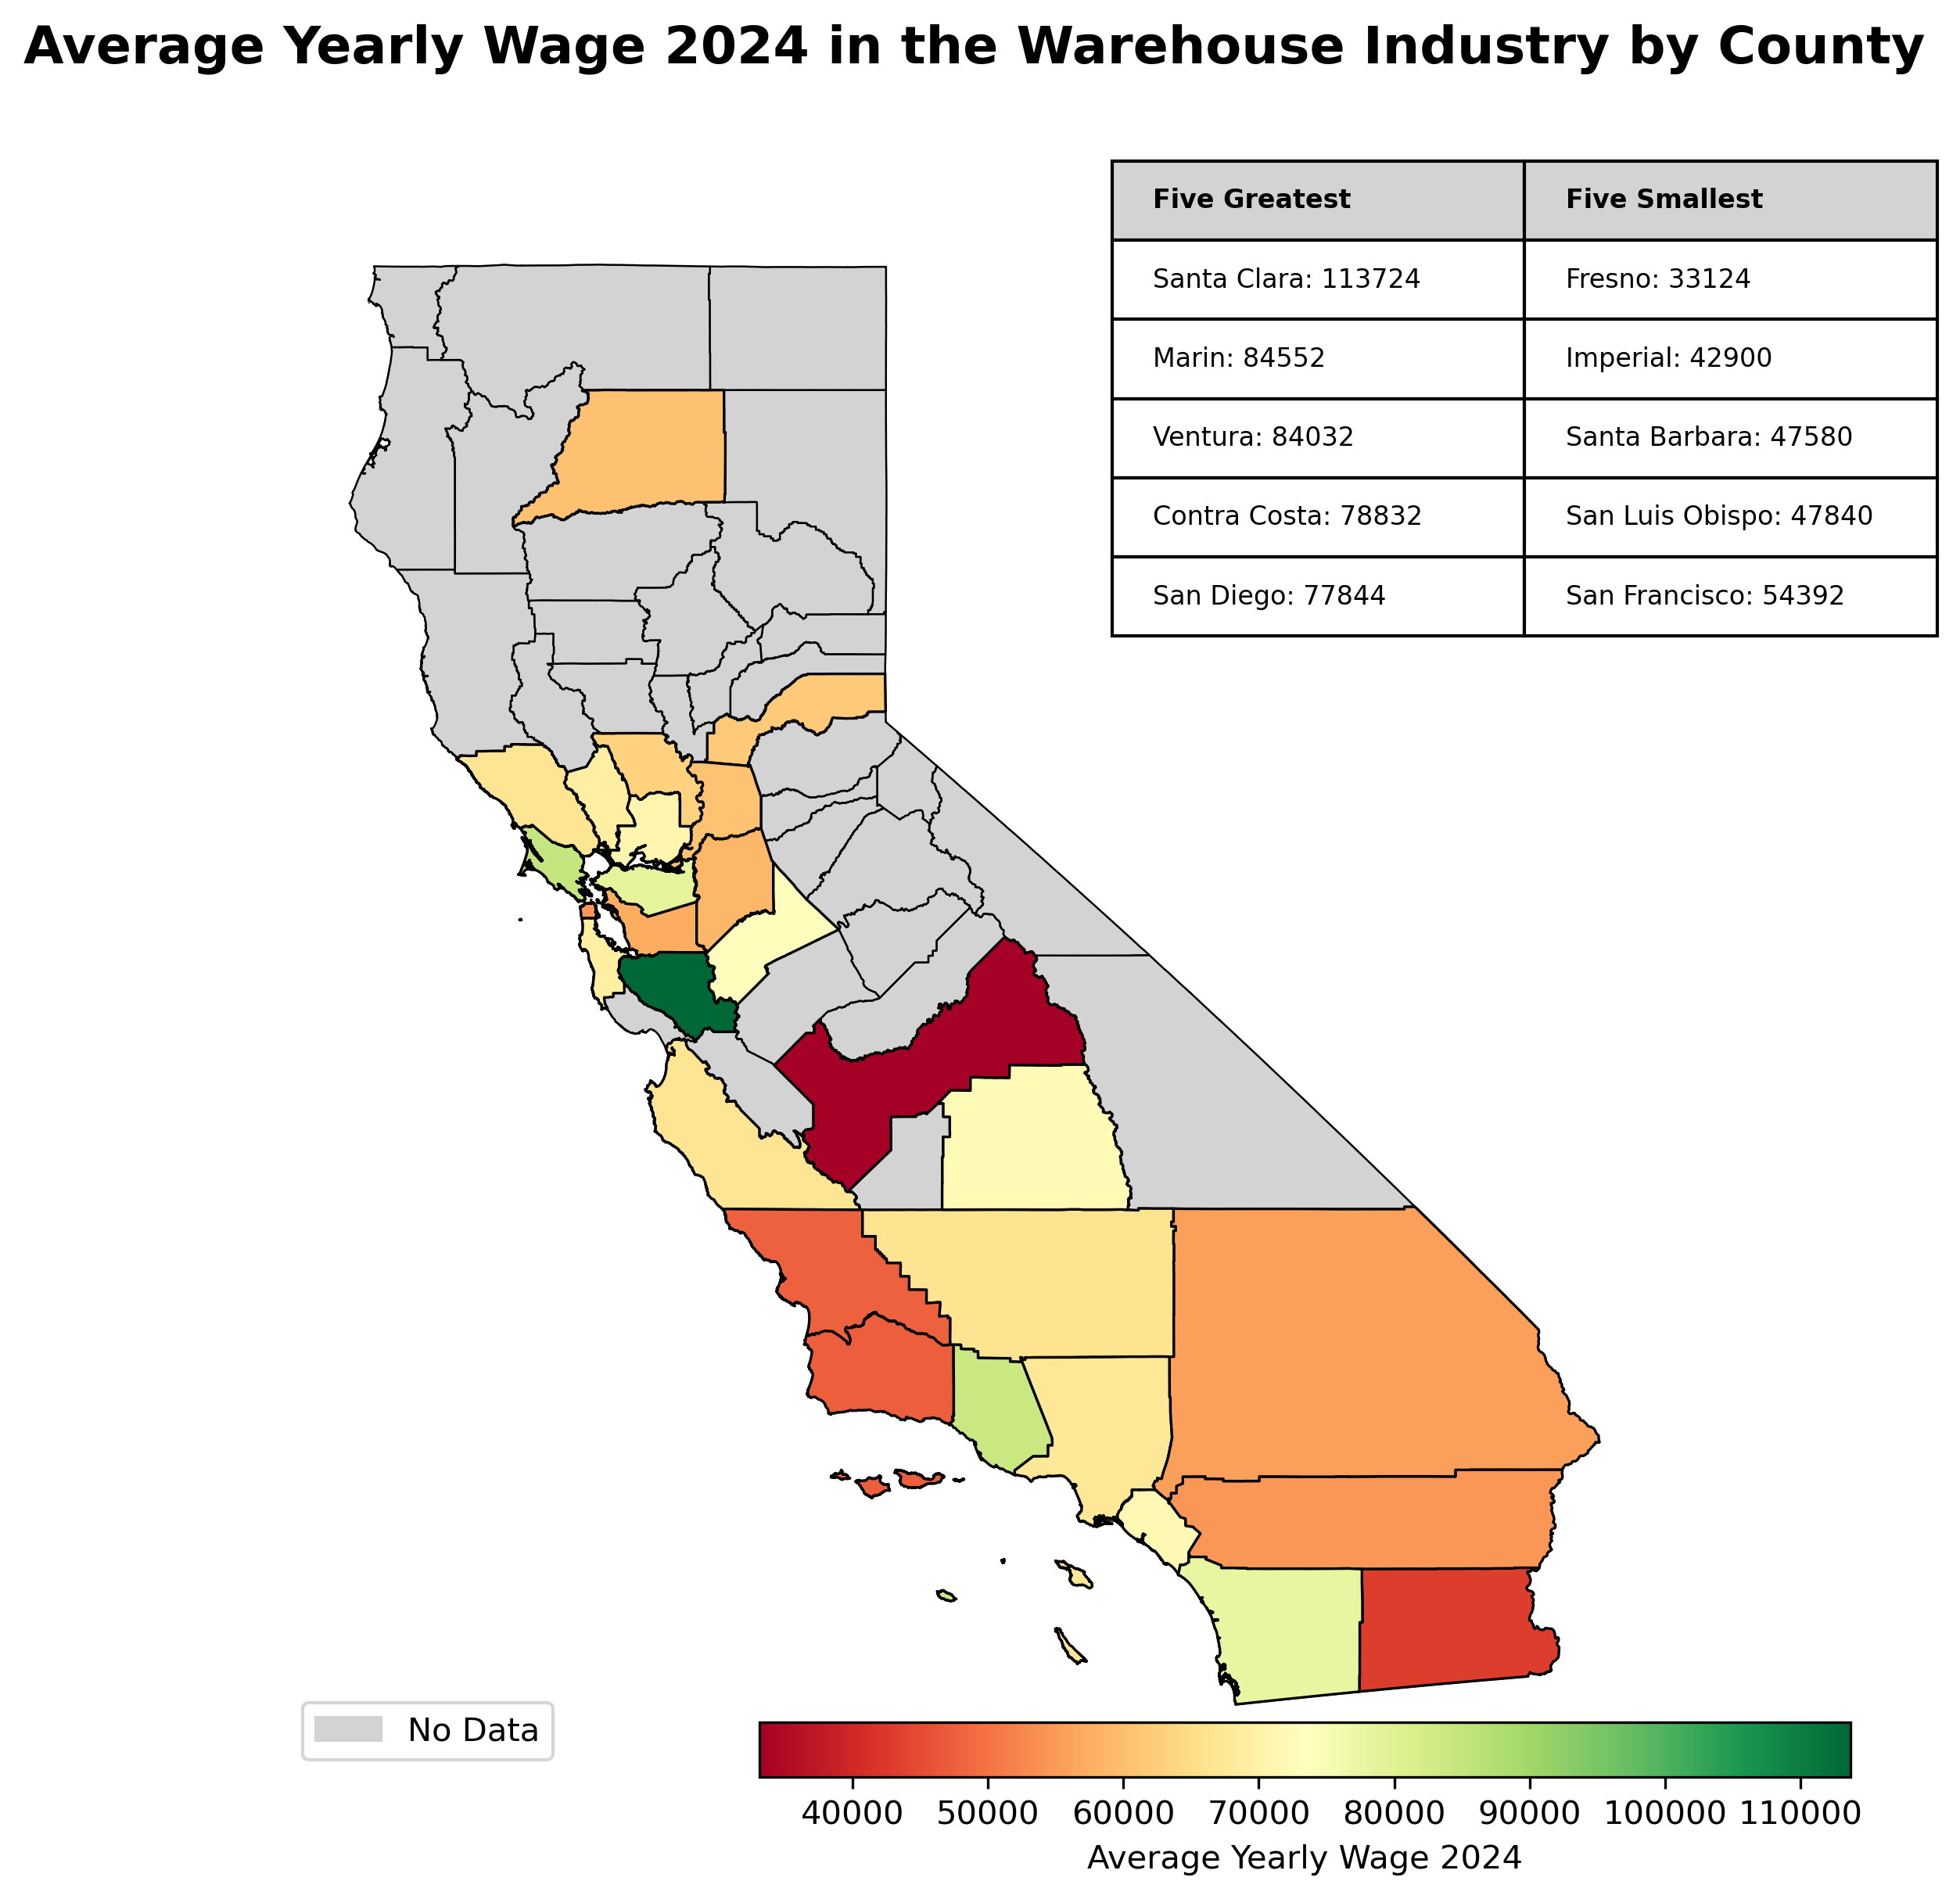 Average Yearly Wage 2024 in the Warehouse Industry by County
Five Greatest Five Smallest
Santa Clara: 113724 Fresno: 33124
Marin: 84552 Imperial: 42900
Ventura: 84032 Santa Barbara: 47580
Contra Costa: 78832 San Luis Obispo: 47840
San Diego: 77844 San Francisco: 54392
No Data
40000 50000 60000 70000 80000 90000 100000 110000
Average Yearly Wage 2024